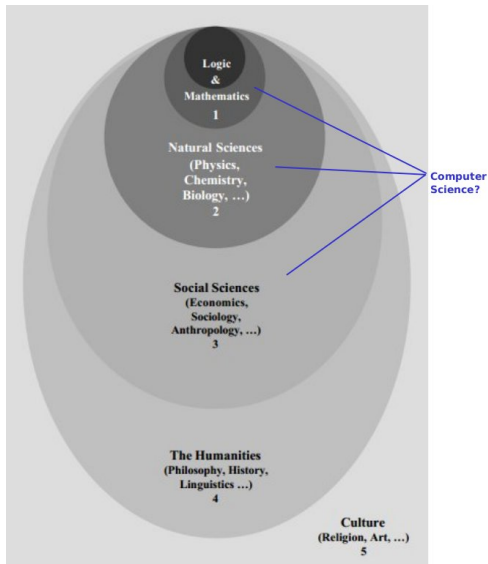 Logic
&
Mathematics
1
Natural Sciences
(Physics,
Chemistry,
Biology, …)
2
Computer
Science?
Social Sciences
(Economics,
Sociology,
Anthropology, …)
3
The Humanities
(Philosophy, History,
Linguistics …)
4
Culture
(Religion, Art, …)
5